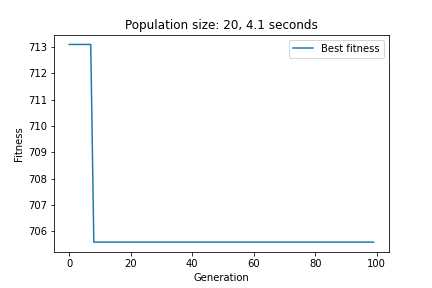 Population size: 20, 4.1 seconds
Best fitness
713
712
711
710
709
708
707
706
Fitness
0 20 40 60 80 100
Generation